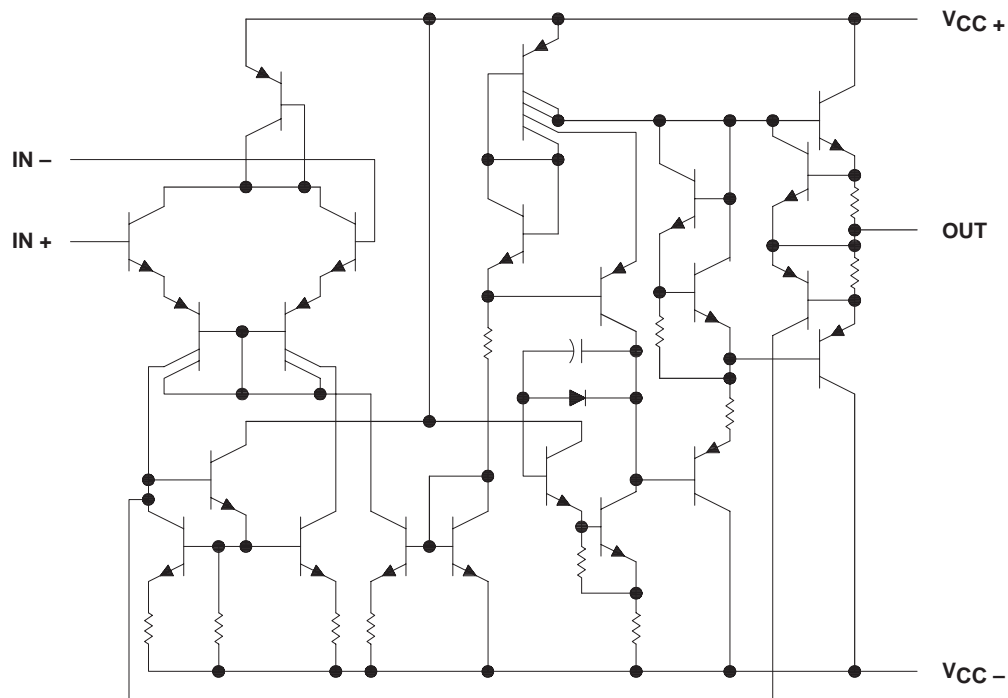 VCC +
IN –
IN +
OUT
VCC –